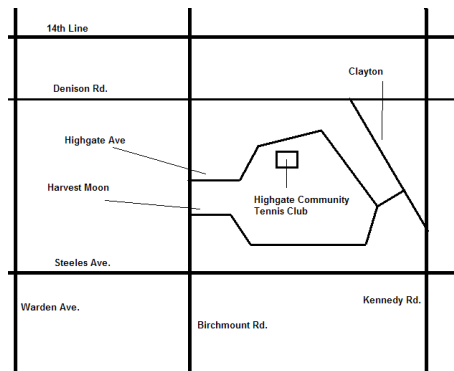 14th Line
Clayton
Denison Rd.
Highgate Ave
Harvest Moon
Highgate Community
Tennis Club
Steeles Ave.
Kennedy Rd.
Warden Ave.
Birchmount Rd.